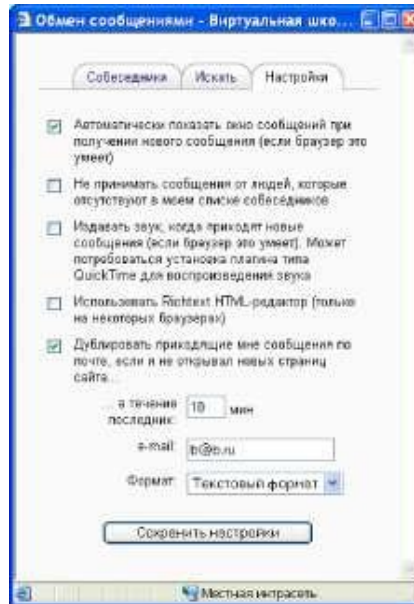 Обмен сообщениями - Виртуальная шко...
Собеседники Искать Настройки
Автоматически показать окно сообщений при
получении нового сообщения (если браузер это
умеет)
Не принимать сообщения от людей, которые
отсутствуют в моем списке собеседников
Издавать звук, когда приходят новые
сообщения (если браузер это умеет). Может
потребоваться установка плагина типа
QuickTime для воспроизведения звука
Использовать Richtext HTML-редактор (только
на некоторых браузерах)
Дублировать приходящие мне сообщения по
почте, если я не открывал новых страниц
сайта...
... в течение
последних: 10 мин
e-mail: b@b.ru
Формат: Текстовый формат
Сохранить настройки
Местная интрасеть